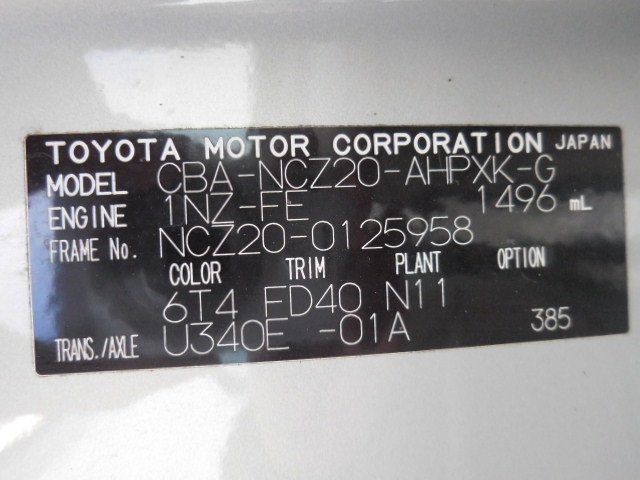 TOYOTA MOTOR CORPORATION JAPAN
MODEL CBA-NCZ20-AHPXK-G
ENGINE 1NZ-FE 1496 mL
FRAME No. NCZ20-0125958
COLOR TRIM PLANT OPTION
6T4 FD40 N11
TRANS./AXLE U340E -01A 385